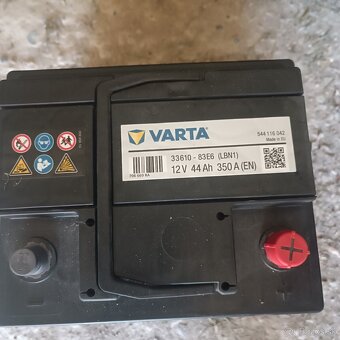 VARTA
544 116 042
Made in EU
33610 - 83E6 (LBN1)
12V 44Ah 350A (EN)